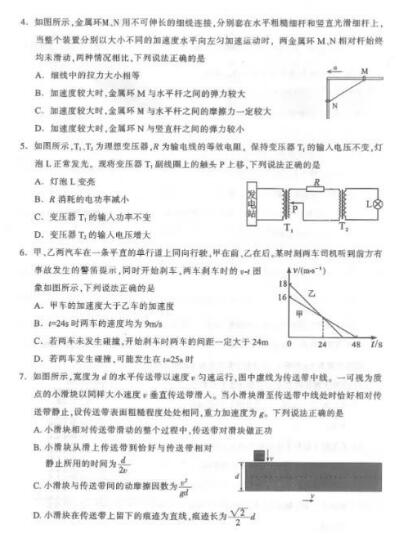 4. 如图所示,金属环M、N用不可伸长的细线连接,分别套在水平粗糙细杆和竖直光滑细杆上,
当整个装置分别以大小不同的加速度水平向左匀加速运动时，两金属环M、N相对杆始终
均未滑动,两种情况相比,下列说法正确的是
A. 细线中的拉力大小相等
B. 加速度较大时,金属环M与水平杆之间的弹力较大
C. 加速度较大时,金属环M与水平杆之间的摩擦力一定较大
D. 加速度较大时,金属环N与竖直杆之间的弹力较小
a
M
N
5. 如图所示,T₁、T₂为理想变压器,R为输电线的等效电阻。保持变压器T₁的输入电压不变,灯
泡L正常发光。现将变压器T₁副线圈上的触头P上移,下列说法正确的是
A. 灯泡L变亮
B. R消耗的电功率减小
C. 变压器T₁的输入功率不变
D. 变压器T₂的输入电压增大
发电站
P
R
L
T₁
T₂
6. 甲、乙两汽车在一条平直的单行道上同向行驶,甲在前,乙在后,某时刻两车司机听到前方有
事故发生的警笛提示,同时开始刹车,两车刹车时的v-t图
象如图所示,下列说法正确的是
A. 甲车的加速度大于乙车的加速度
B. t=24s时两车的速度均为9m/s
C. 若两车未发生碰撞,开始刹车时两车的间距一定大于24m
D. 若两车发生碰撞,可能发生在t=25s时
v/(m·s⁻¹)
18
16
乙
甲
0
24
48
t/s
7. 如图所示,宽度为d的水平传送带以速度v匀速运行,图中虚线为传送带中线。一可视为质
点的小滑块以同样大小速度v垂直传送带滑入。当小滑块滑至传送带中线处时恰好相对传
送带静止,设传送带表面粗糙程度处处相同,重力加速度为g。下列说法正确的是
A. 小滑块相对传送带滑动的整个过程中,传送带对滑块做正功
B. 小滑块从滑上传送到恰好与传送带相对
静止所用的时间为d/2v
C. 小滑块与传送带间的动摩擦因数为v²/gd
D. 小滑块在传送带上留下的痕迹为直线,痕迹长为√2/2 d
v
d
v